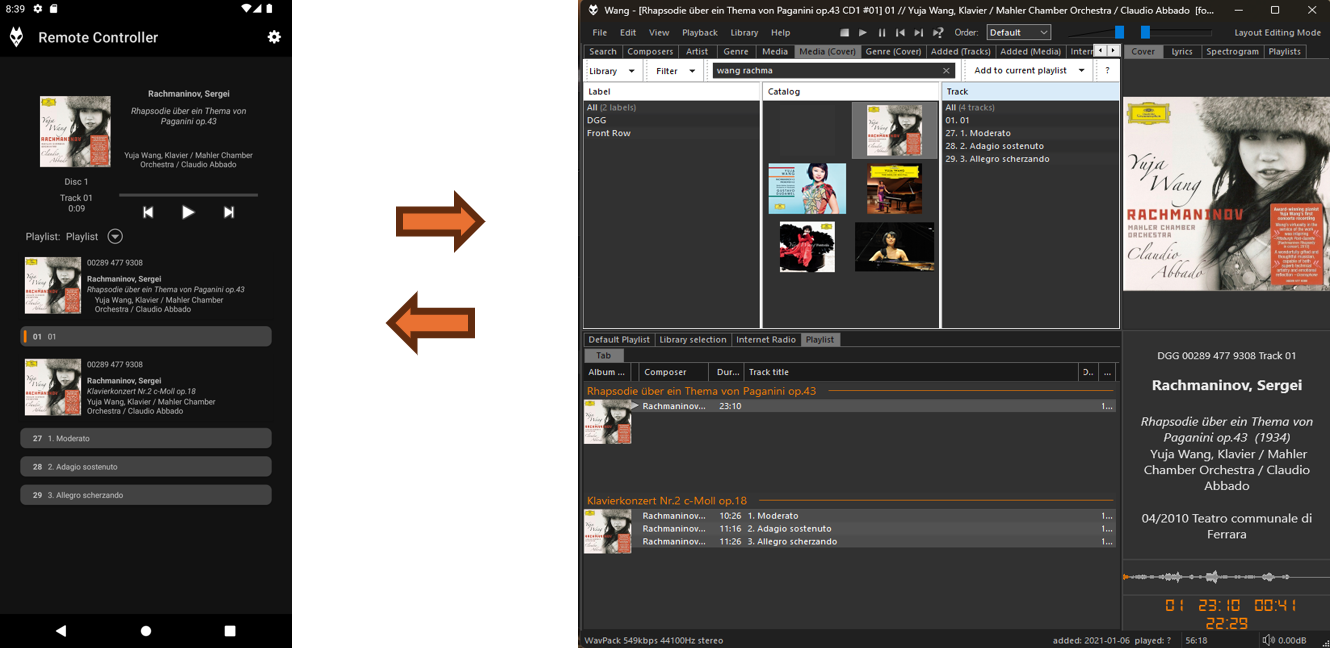 8:39
Remote Controller
Rachmaninov, Sergei
Rhapsodie über ein Thema von
Paganini op.43
Yuja Wang, Klavier / Mahler Chamber
Orchestra / Claudio Abbado
Disc 1
Track 01
0:09
Playlist: Playlist
00289 477 9308
Rachmaninov, Sergei
Rhapsodie über ein Thema von Paganini op.43
Yuja Wang, Klavier / Mahler Chamber
Orchestra / Claudio Abbado
01 01
00289 477 9308
Rachmaninov, Sergei
Klavierkonzert Nr.2 c-Moll op.18
Yuja Wang, Klavier / Mahler Chamber
Orchestra / Claudio Abbado
27 1. Moderato
28 2. Adagio sostenuto
29 3. Allegro scherzando
Wang - [Rhapsodie über ein Thema von Paganini op.43 CD1 #01] 01 // Yuja Wang, Klavier / Mahler Chamber Orchestra / Claudio Abbado [fo...
File Edit View Playback Library Help Order: Default Layout Editing Mode
Search Composers Artist Genre Media Media (Cover) Genre (Cover) Added (Tracks) Added (Media) Interr
Library Filter wang rachma Add to current playlist ?
Label Catalog Track
All (2 labels)
DGG
Front Row
All (4 tracks)
01. 01
27. 1. Moderato
28. 2. Adagio sostenuto
29. 3. Allegro scherzando
Default Playlist Library selection Internet Radio Playlist
Tab
Album ... Composer Dur... Track title D.. ...
Rhapsodie über ein Thema von Paganini op.43
Rachmaninov... 23:10 1...
Klavierkonzert Nr.2 c-Moll op.18
Rachmaninov... 10:26 1. Moderato 1...
Rachmaninov... 11:16 2. Adagio sostenuto 1...
Rachmaninov... 11:26 3. Allegro scherzando 1...
Cover Lyrics Spectrogram Playlists
Yuja
Wang
RACHMANINOV
MAHLER CHAMBER
ORCHESTRA
Claudio
Abbado
DGG 00289 477 9308 Track 01
Rachmaninov, Sergei
Rhapsodie über ein Thema von
Paganini op.43 (1934)
Yuja Wang, Klavier / Mahler
Chamber Orchestra / Claudio
Abbado
04/2010 Teatro communale di
Ferrara
01 23:10 00:41
22:29
WavPack 549kbps 44100Hz stereo added: 2021-01-06 played: ? 56:18 0.00dB